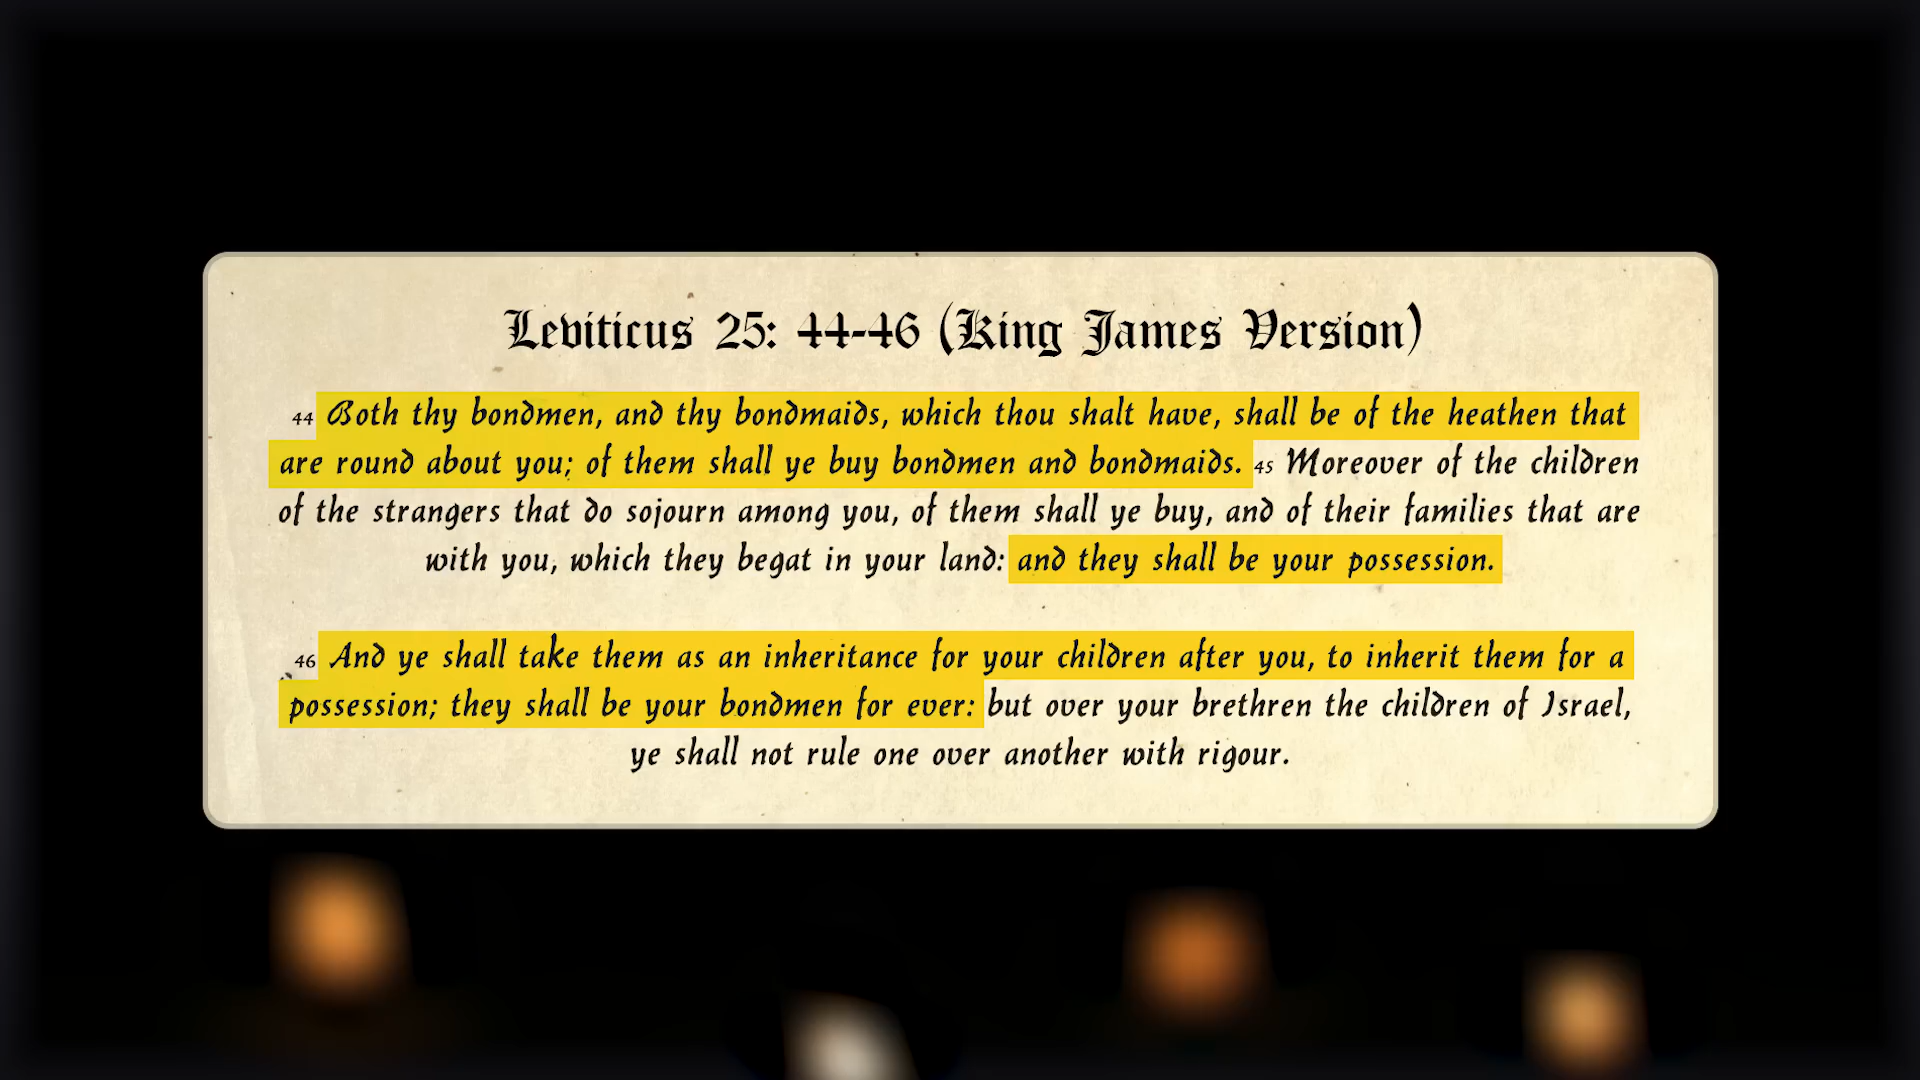 Leviticus 25: 44-46 (King James Version)
44 Both thy bondmen, and thy bondmaids, which thou shalt have, shall be of the heathen that
are round about you; of them shall ye buy bondmen and bondmaids. 45 Moreover of the children
of the strangers that do sojourn among you, of them shall ye buy, and of their families that are
with you, which they begat in your land: and they shall be your possession.
46 And ye shall take them as an inheritance for your children after you, to inherit them for a
possession; they shall be your bondmen for ever: but over your brethren the children of Israel,
ye shall not rule one over another with rigour.